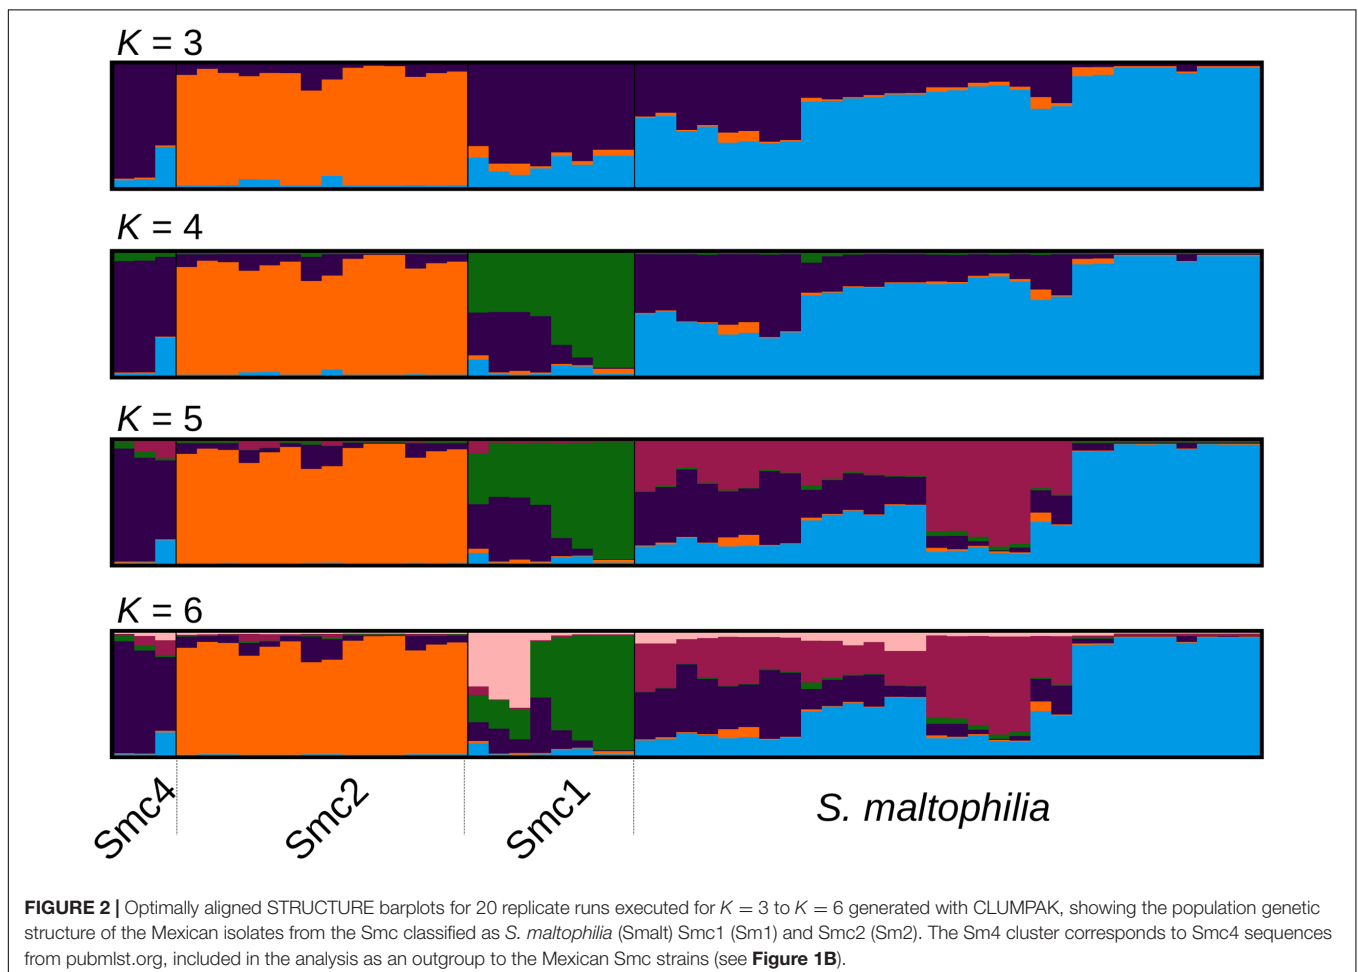 K = 3
K = 4
K = 5
K = 6
Smc4
Smc2
Smc1
S. maltophilia
FIGURE 2 | Optimally aligned STRUCTURE barplots for 20 replicate runs executed for K = 3 to K = 6 generated with CLUMPAK, showing the population genetic
structure of the Mexican isolates from the Smc classified as S. maltophilia (Smalt) Smc1 (Sm1) and Smc2 (Sm2). The Sm4 cluster corresponds to Smc4 sequences
from pubmlst.org, included in the analysis as an outgroup to the Mexican Smc strains (see Figure 1B).